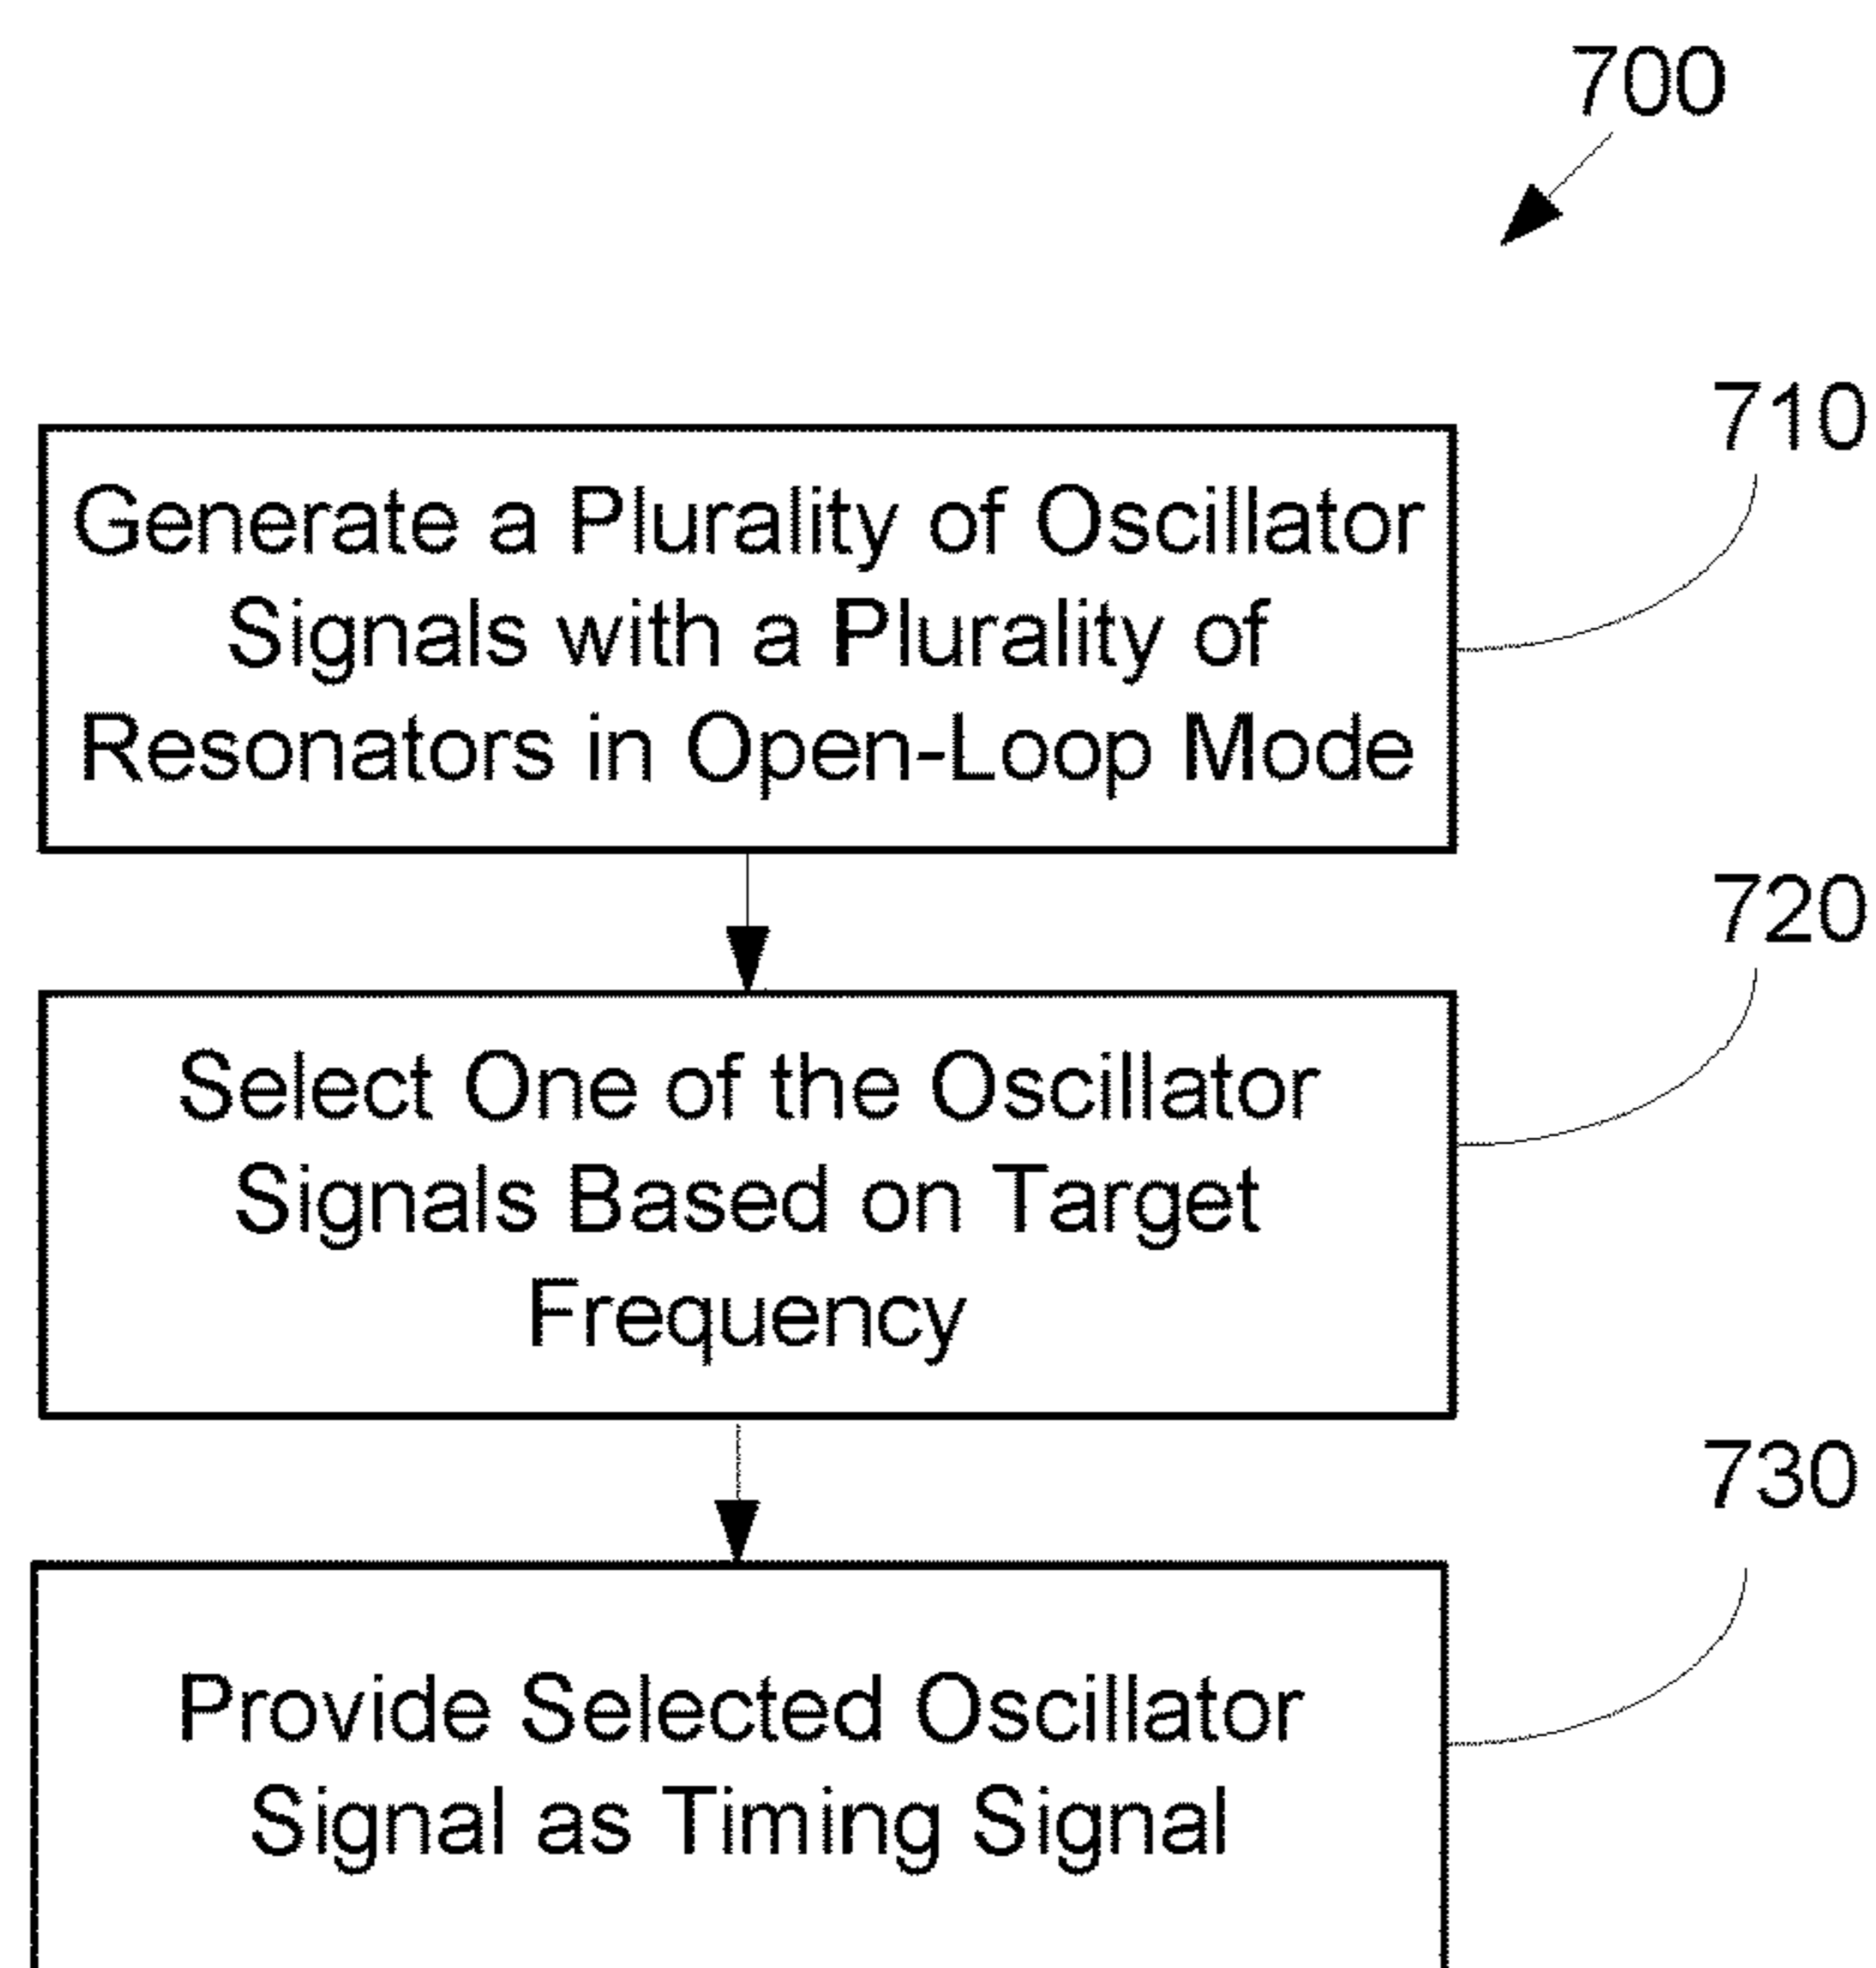 700
710
Generate a Plurality of Oscillator
Signals with a Plurality of
Resonators in Open-Loop Mode
720
Select One of the Oscillator
Signals Based on Target
Frequency
730
Provide Selected Oscillator
Signal as Timing Signal